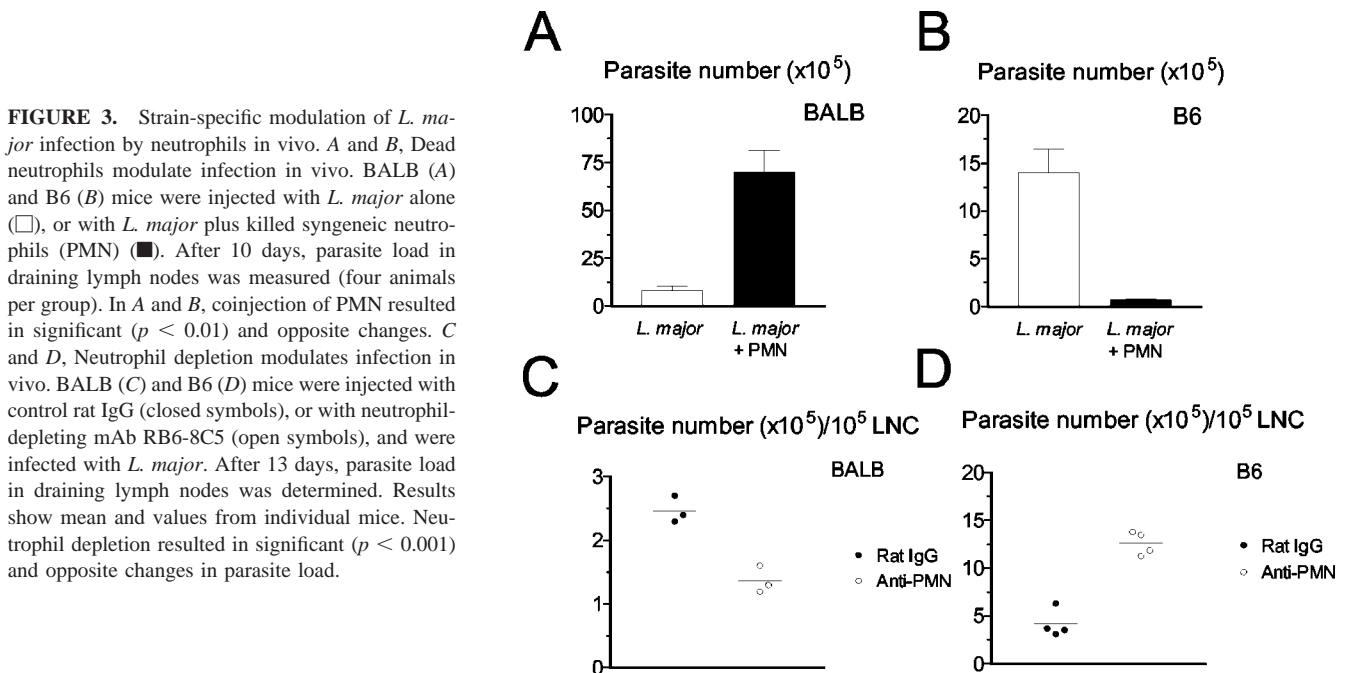 FIGURE 3. Strain-specific modulation of L. ma-
jor infection by neutrophils in vivo. A and B, Dead
neutrophils modulate infection in vivo. BALB (A)
and B6 (B) mice were injected with L. major alone
(□), or with L. major plus killed syngeneic neutro-
phils (PMN) (■). After 10 days, parasite load in
draining lymph nodes was measured (four animals
per group). In A and B, coinjection of PMN resulted
in significant (p < 0.01) and opposite changes. C
and D, Neutrophil depletion modulates infection in
vivo. BALB (C) and B6 (D) mice were injected with
control rat IgG (closed symbols), or with neutrophil-
depleting mAb RB6-8C5 (open symbols), and were
infected with L. major. After 13 days, parasite load
in draining lymph nodes was determined. Results
show mean and values from individual mice. Neu-
trophil depletion resulted in significant (p < 0.001)
and opposite changes in parasite load.
A
Parasite number (x10⁵)
BALB
100
75
50
25
0
L. major
L. major
+ PMN
B
Parasite number (x10⁵)
B6
20
15
10
5
0
L. major
L. major
+ PMN
C
Parasite number (x10⁵)/10⁵ LNC
BALB
3
2
1
0
Rat IgG
Anti-PMN
D
Parasite number (x10⁵)/10⁵ LNC
B6
20
15
10
5
0
Rat IgG
Anti-PMN